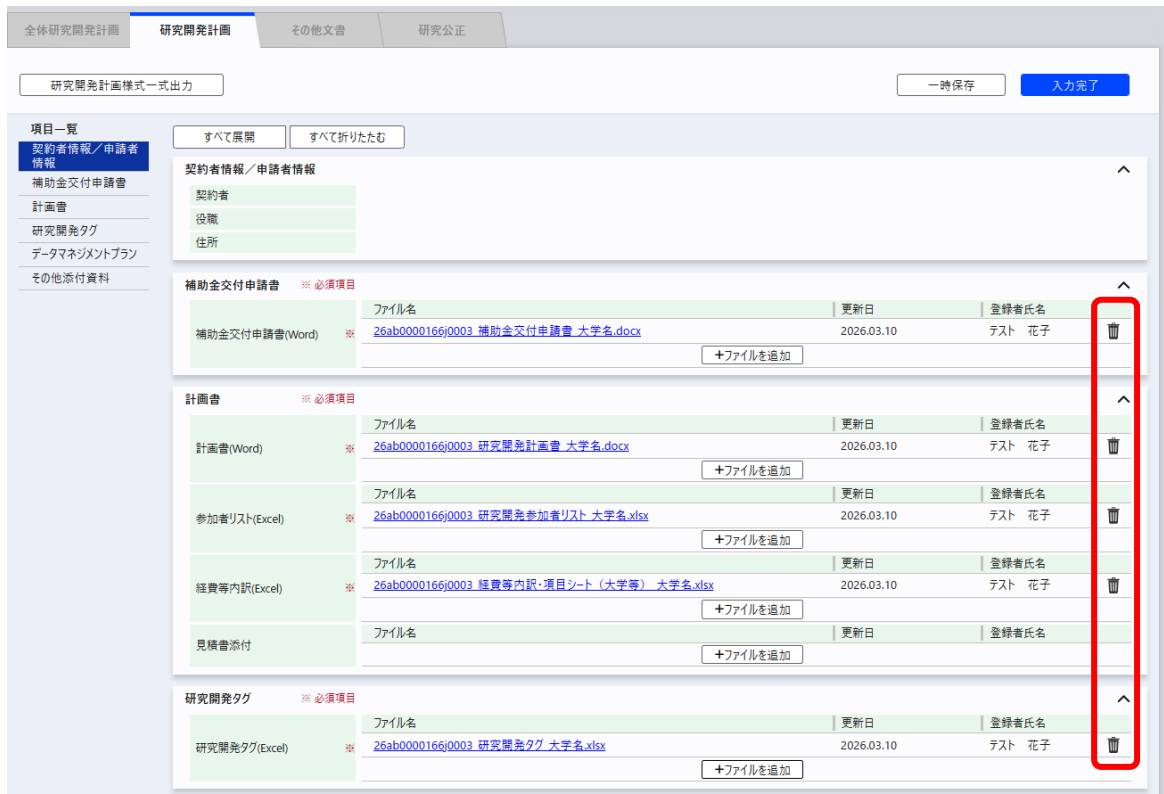 全体研究開発計画 研究開発計画 その他文書 研究公正
研究開発計画様式一式出力 一時保存 入力完了
項目一覧
契約者情報／申請者
情報
補助金交付申請書
計画書
研究開発タグ
データマネジメントプラン
その他添付資料
すべて展開 すべて折りたたむ
契約者情報／申請者情報
契約者
役職
住所
補助金交付申請書 ※ 必須項目
ファイル名 更新日 登録者氏名
補助金交付申請書(Word) ※ 26ab0000166j0003_補助金交付申請書_大学名.docx 2026.03.10 テスト 花子
+ファイルを追加
計画書 ※ 必須項目
ファイル名 更新日 登録者氏名
計画書(Word) ※ 26ab0000166j0003_研究開発計画書_大学名.docx 2026.03.10 テスト 花子
+ファイルを追加
ファイル名 更新日 登録者氏名
参加者リスト(Excel) ※ 26ab0000166j0003_研究開発参加者リスト_大学名.xlsx 2026.03.10 テスト 花子
+ファイルを追加
ファイル名 更新日 登録者氏名
経費等内訳(Excel) ※ 26ab0000166j0003_経費等内訳・項目シート（大学等）_大学名.xlsx 2026.03.10 テスト 花子
+ファイルを追加
ファイル名 更新日 登録者氏名
見積書添付
+ファイルを追加
研究開発タグ ※ 必須項目
ファイル名 更新日 登録者氏名
研究開発タグ(Excel) ※ 26ab0000166j0003_研究開発タグ_大学名.xlsx 2026.03.10 テスト 花子
+ファイルを追加